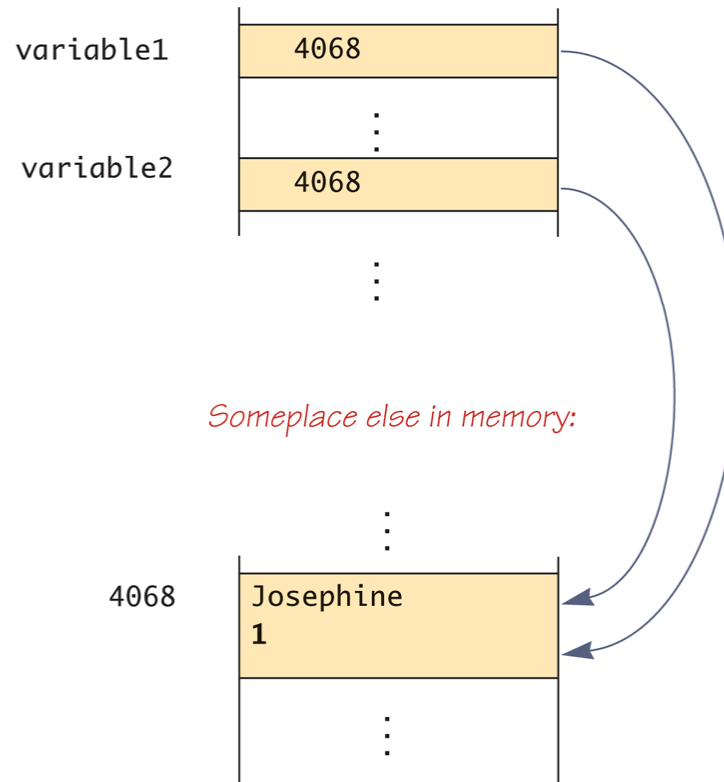 variable1 4068
variable2 4068
Someplace else in memory:
4068 Josephine
1